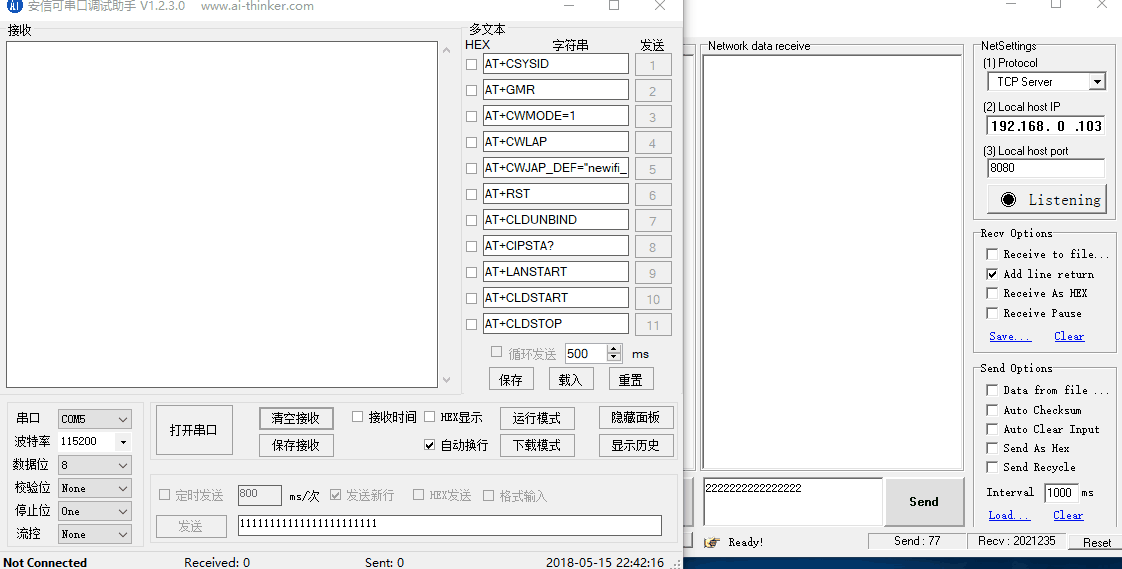 安信可串口调试助手 V1.2.3.0 www.ai-thinker.com
接收
多文本
HEX 字符串 发送
AT+CSYSID 1
AT+GMR 2
AT+CWMODE=1 3
AT+CWLAP 4
AT+CWJAP_DEF="newifi_ 5
AT+RST 6
AT+CLDUNBIND 7
AT+CIPSTA? 8
AT+LANSTART 9
AT+CLDSTART 10
AT+CLDSTOP 11
循环发送 500 ms
保存 载入 重置
串口 COM5
波特率 115200
数据位 8
校验位 None
停止位 One
流控 None
打开串口
清空接收 接收时间 HEX显示 运行模式 隐藏面板
保存接收 自动换行 下载模式 显示历史
定时发送 800 ms/次 发送新行 HEX发送 格式输入
发送 11111111111111111111111
Not Connected Received: 0 Sent: 0 2018-05-15 22:42:16
Network data receive
NetSettings
(1) Protocol
TCP Server
(2) Local host IP
192.168. 0 .103
(3) Local host port
8080
Listening
Recv Options
Receive to file...
Add line return
Receive As HEX
Receive Pause
Save... Clear
Send Options
Data from file ...
Auto Checksum
Auto Clear Input
Send As Hex
Send Recycle
Interval 1000 ms
Load... Clear
2222222222222222
Send
Ready! Send : 77 Recv : 2021235 Reset